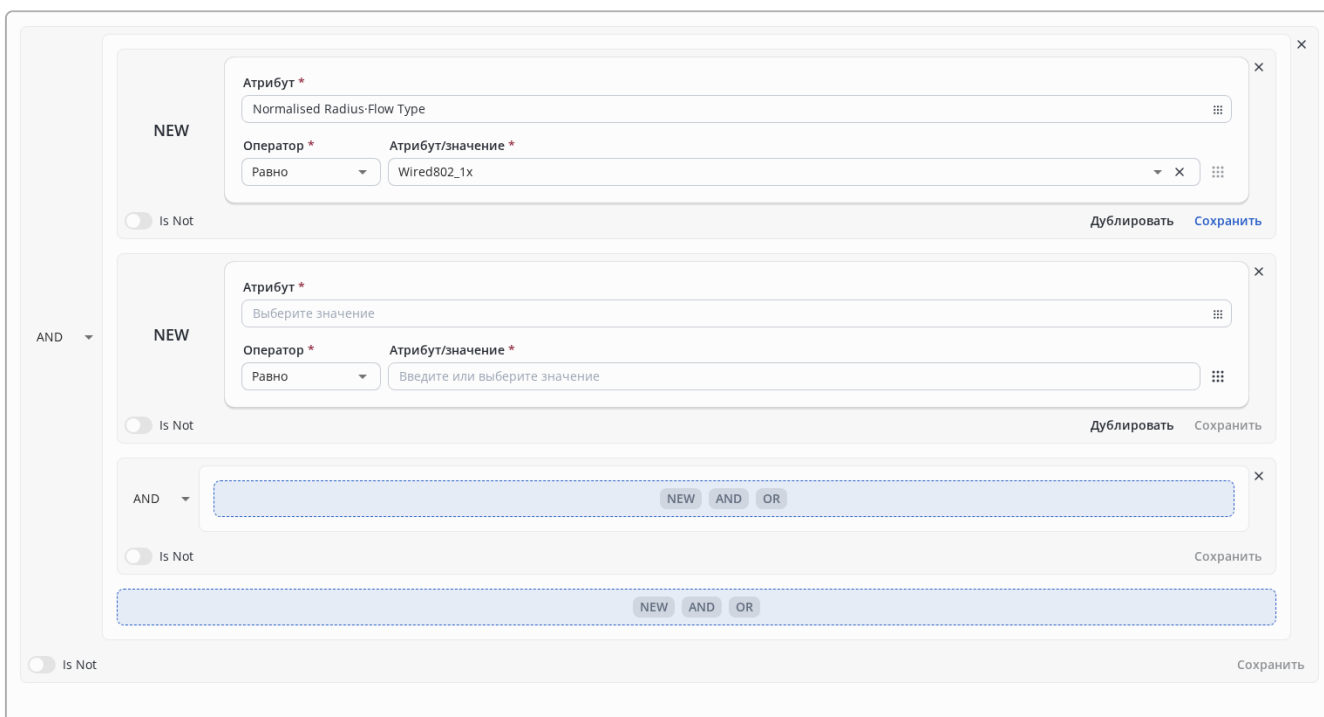 Атрибут *
Normalised Radius·Flow Type
NEW
Оператор * Атрибут/значение *
Равно Wired802_1x
Is Not Дублировать Сохранить
Атрибут *
Выберите значение
AND NEW
Оператор * Атрибут/значение *
Равно Введите или выберите значение
Is Not Дублировать Сохранить
AND NEW AND OR
Is Not Сохранить
NEW AND OR
Is Not Сохранить